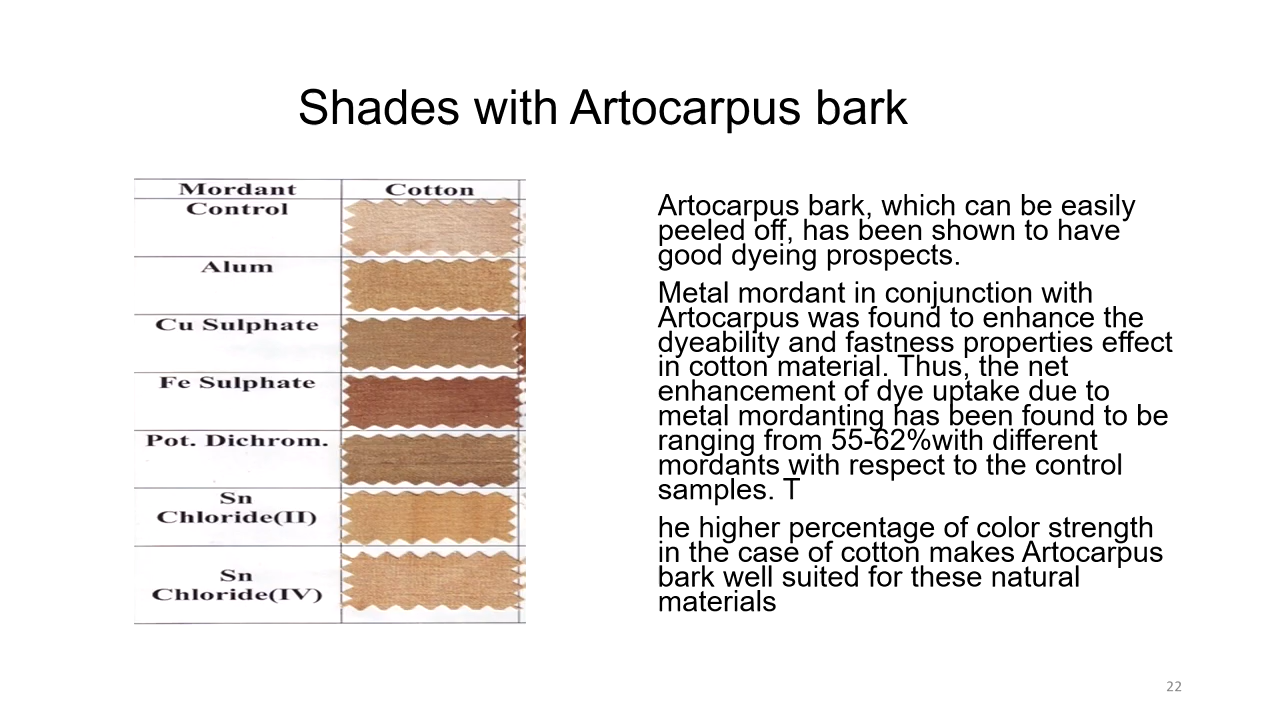 Shades with Artocarpus bark
Mordant Cotton
Control
Alum
Cu Sulphate
Fe Sulphate
Pot. Dichrom.
Sn
Chloride(II)
Sn
Chloride(IV)
Artocarpus bark, which can be easily
peeled off, has been shown to have
good dyeing prospects.
Metal mordant in conjunction with
Artocarpus was found to enhance the
dyeability and fastness properties effect
in cotton material. Thus, the net
enhancement of dye uptake due to
metal mordanting has been found to be
ranging from 55-62%with different
mordants with respect to the control
samples. T
he higher percentage of color strength
in the case of cotton makes Artocarpus
bark well suited for these natural
materials
22